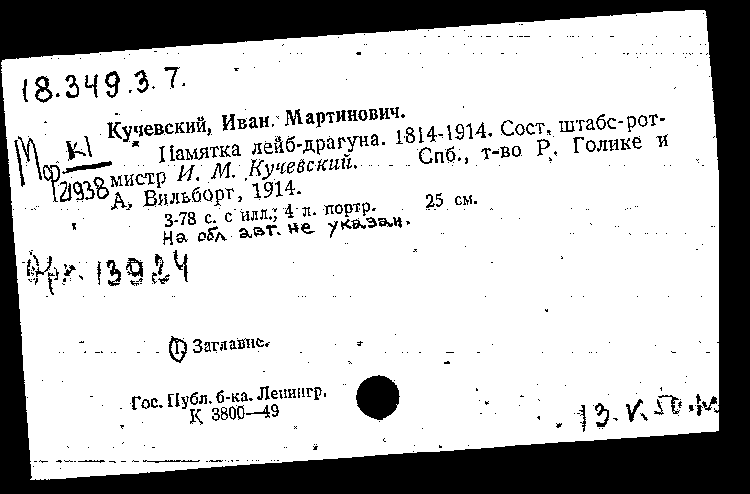 18.349.3.7.
Кучевский, Иван Мартинович.
К1
Памятка лейб-драгуна. 1814-1914. Сост. штабс-рот-
21938 мистр И. М. Кучевский. Спб., т-во Р. Голике и
А. Вильборг, 1914.
3-78 с. с илл.; 4 л. портр. 25 см.
На обл. авт. не указан.
Арх. 13924
I. Заглавие.
Гос. Публ. б-ка. Ленингр.
К 3800—49
13.V.50.